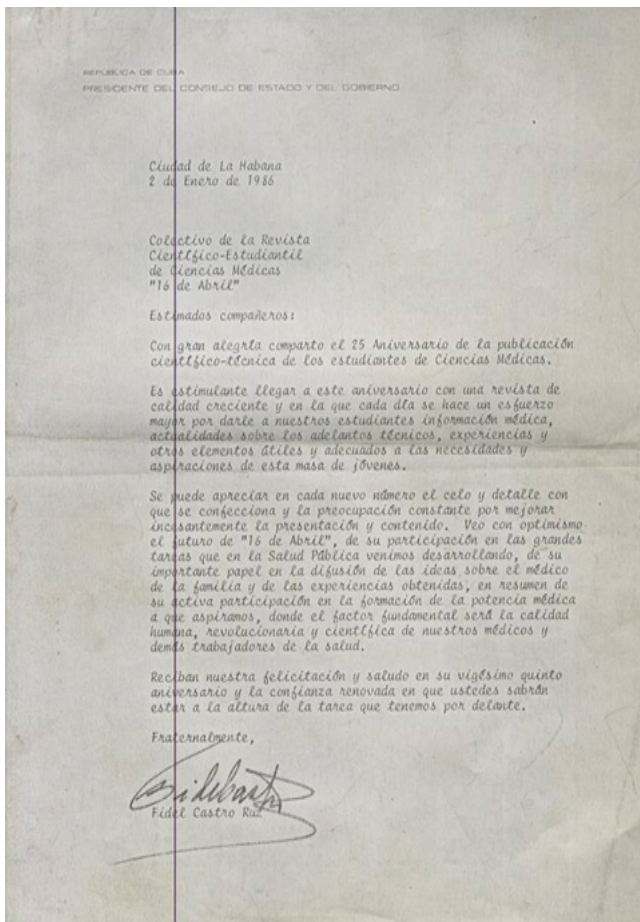 REPUBLICA DE CUBA
PRESIDENTE DEL CONSEJO DE ESTADO Y DEL GOBIERNO
Ciudad de La Habana
2 de Enero de 1986
Colectivo de la Revista
Científico-Estudiantil
de Ciencias Médicas
"16 de Abril"
Estimados compañeros:
Con gran alegría comparto el 25 Aniversario de la publicación
científico-técnica de los estudiantes de Ciencias Médicas.
Es estimulante llegar a este aniversario con una revista de
calidad creciente y en la que cada día se hace un esfuerzo
mayor por darle a nuestros estudiantes información médica,
actualidades sobre los adelantos técnicos, experiencias y
otros elementos útiles y adecuados a las necesidades y
aspiraciones de esta masa de jóvenes.
Se puede apreciar en cada nuevo número el celo y detalle con
que se confecciona y la preocupación constante por mejorar
incesantemente la presentación y contenido. Veo con optimismo
el futuro de "16 de Abril", de su participación en las grandes
tareas que en la Salud Pública venimos desarrollando, de su
importante papel en la difusión de las ideas sobre el médico
de la familia y de las experiencias obtenidas, en resumen de
su activa participación en la formación de la potencia médica
a que aspiramos, donde el factor fundamental será la calidad
humana, revolucionaria y científica de nuestros médicos y
demás trabajadores de la salud.
Reciban nuestra felicitación y saludo en su vigésimo quinto
aniversario y la confianza renovada en que ustedes sabrán
estar a la altura de la tarea que tenemos por delante.
Fraternalmente,
Fidel Castro Ruz